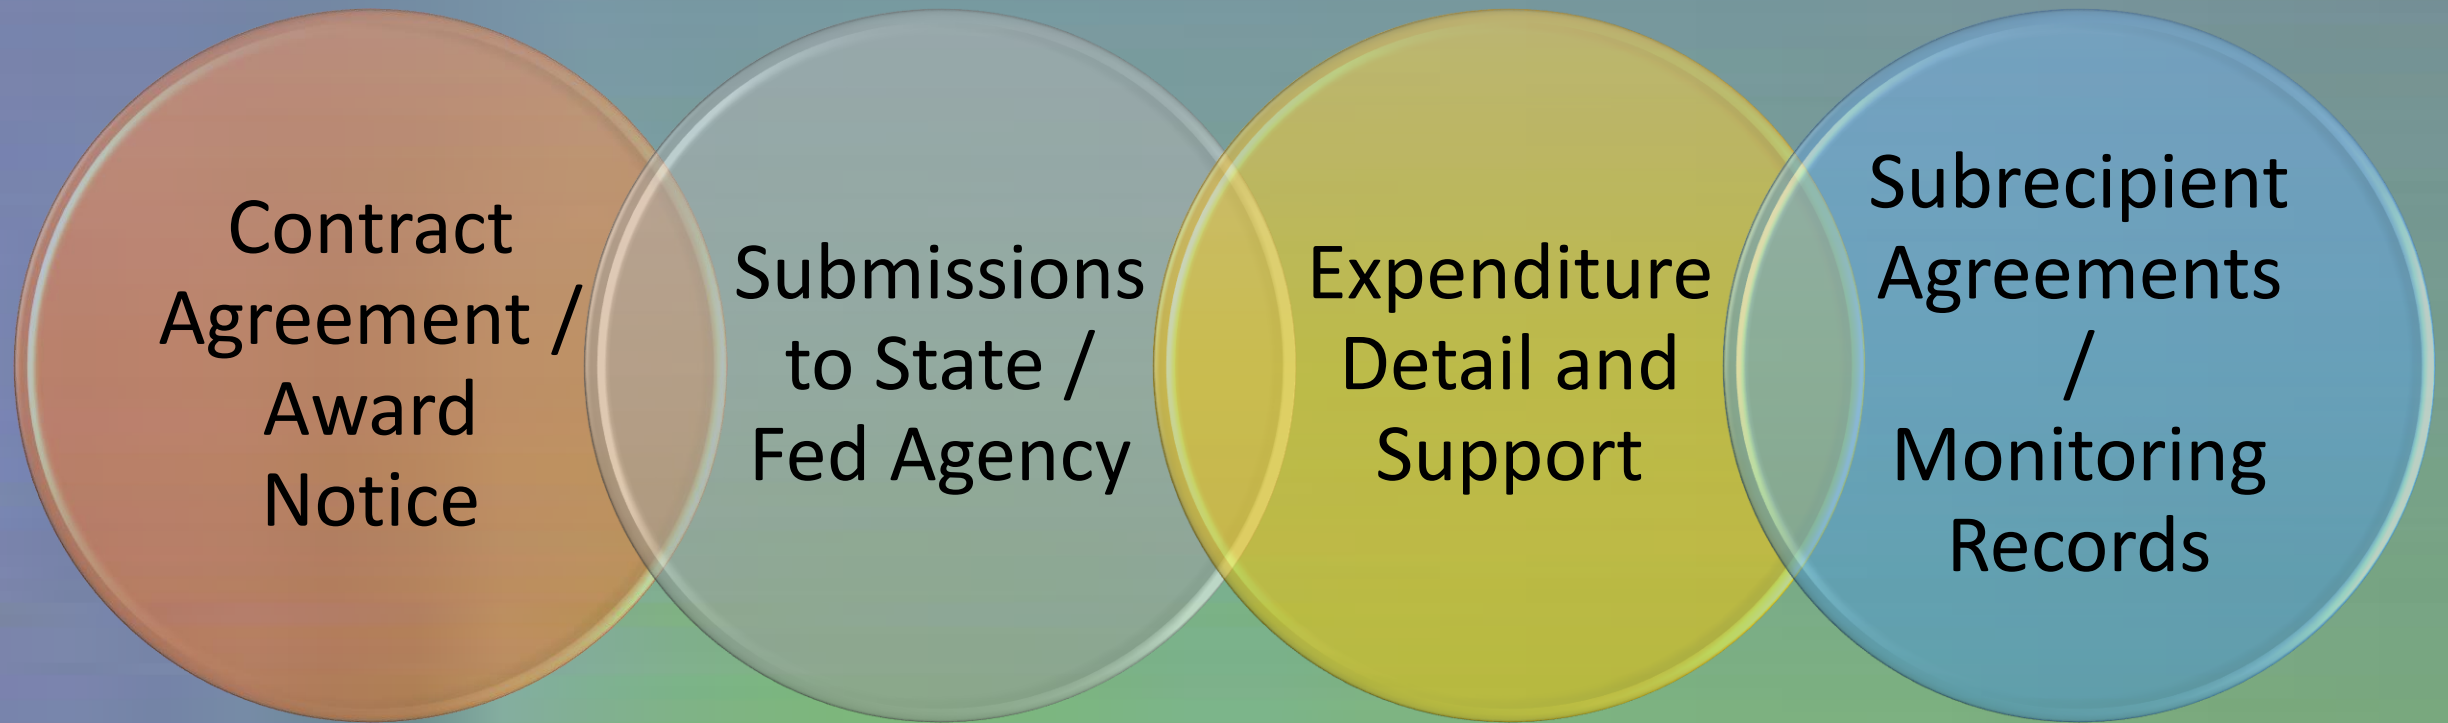 Contract
Agreement /
Award
Notice
Submissions
to State /
Fed Agency
Expenditure
Detail and
Support
Subrecipient
Agreements
/
Monitoring
Records